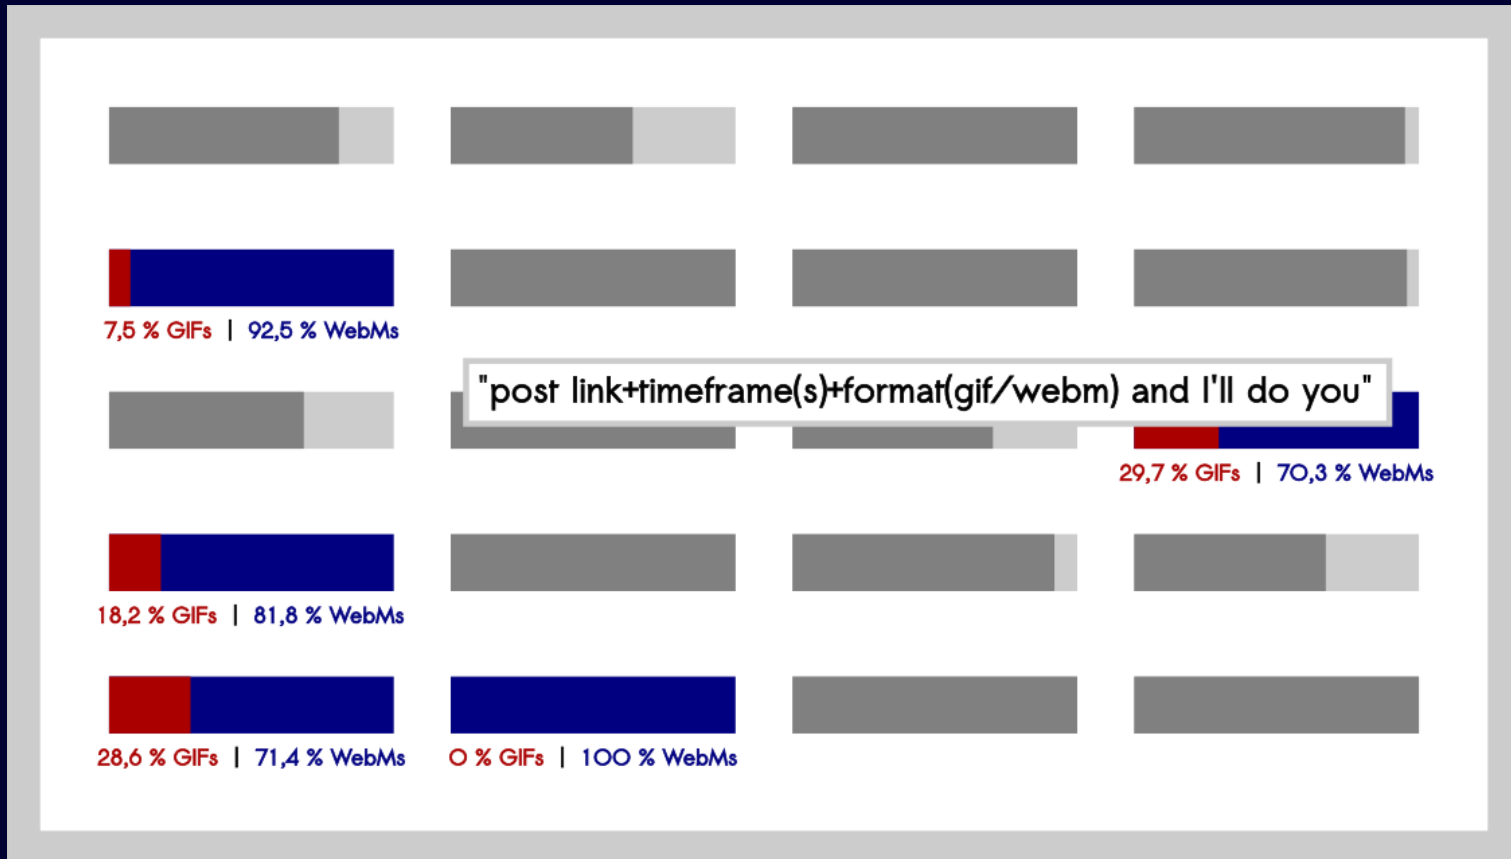 7,5 % GIFs | 92,5 % WebMs
"post link+timeframe(s)+format(gif/webm) and I'll do you"
29,7 % GIFs | 70,3 % WebMs
18,2 % GIFs | 81,8 % WebMs
28,6 % GIFs | 71,4 % WebMs
0 % GIFs | 100 % WebMs